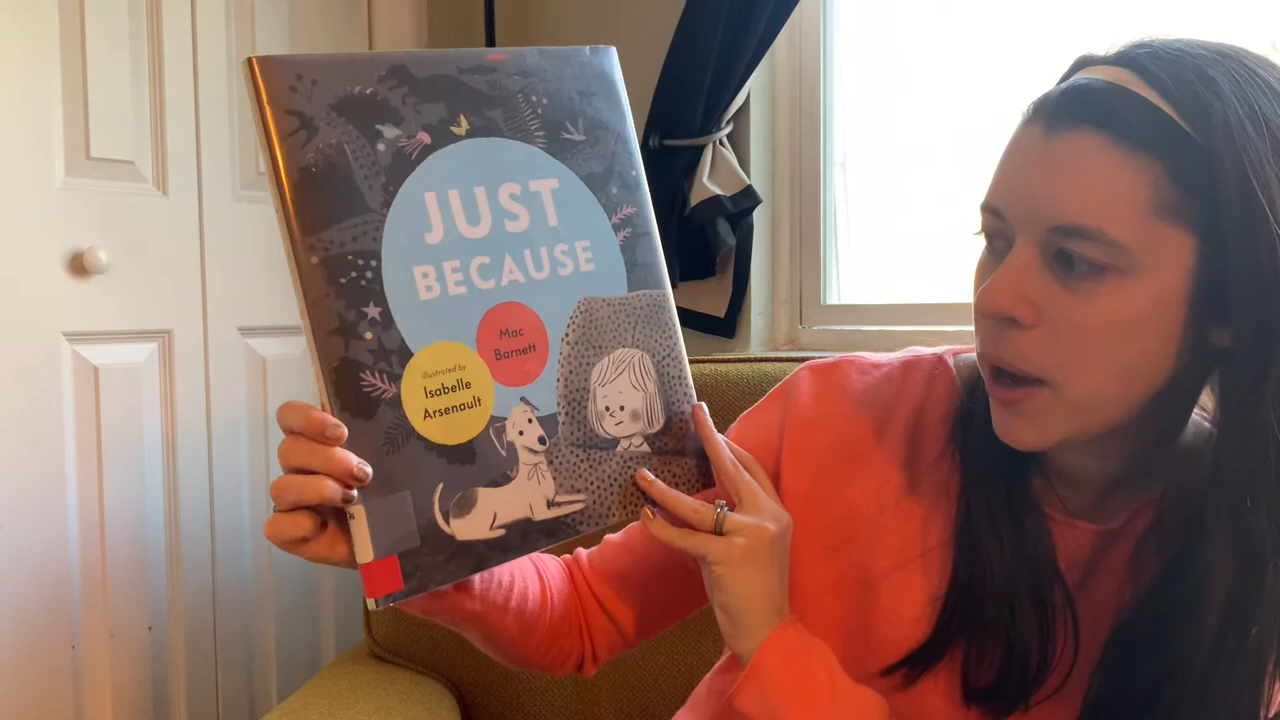 JUST
BECAUSE
Mac
Barnett
illustrated by
Isabelle
Arsenault